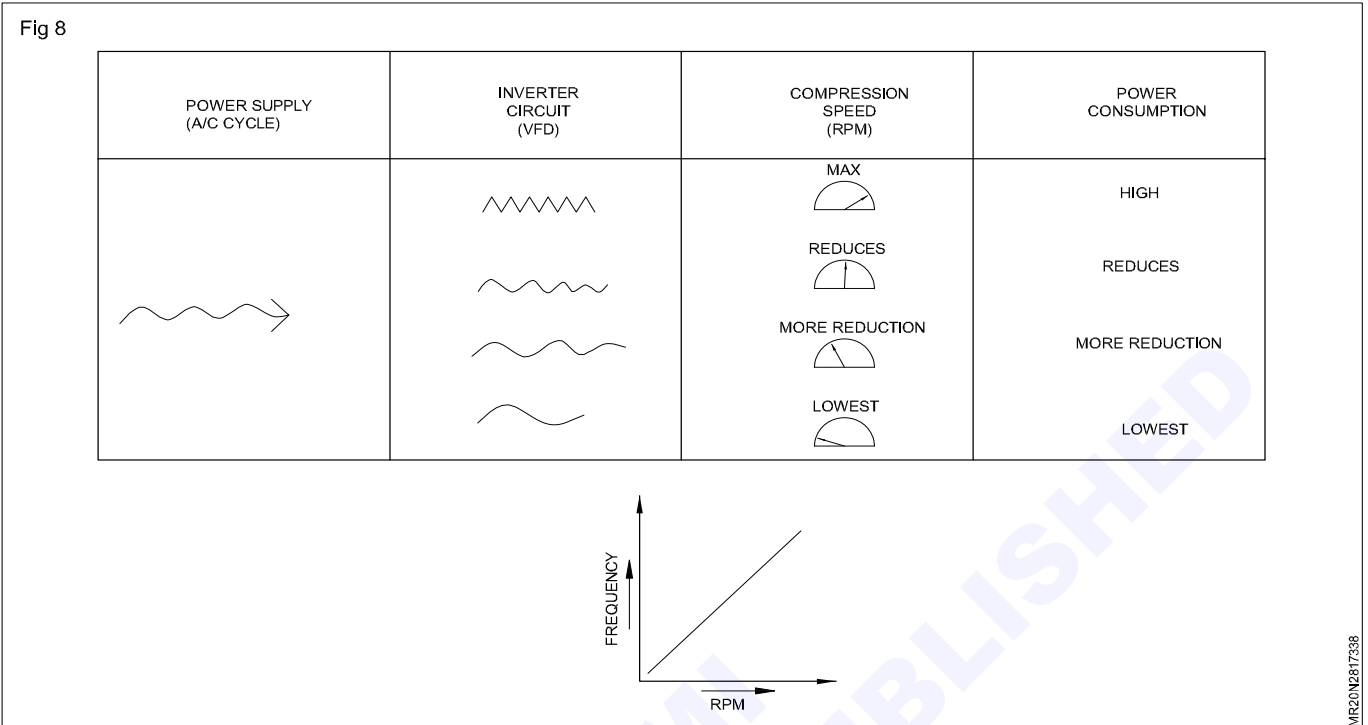 Fig 8
POWER SUPPLY
(A/C CYCLE)
INVERTER
CIRCUIT
(VFD)
COMPRESSION
SPEED
(RPM)
POWER
CONSUMPTION
MAX
HIGH
REDUCES
REDUCES
MORE REDUCTION
MORE REDUCTION
LOWEST
LOWEST
FREQUENCY
RPM